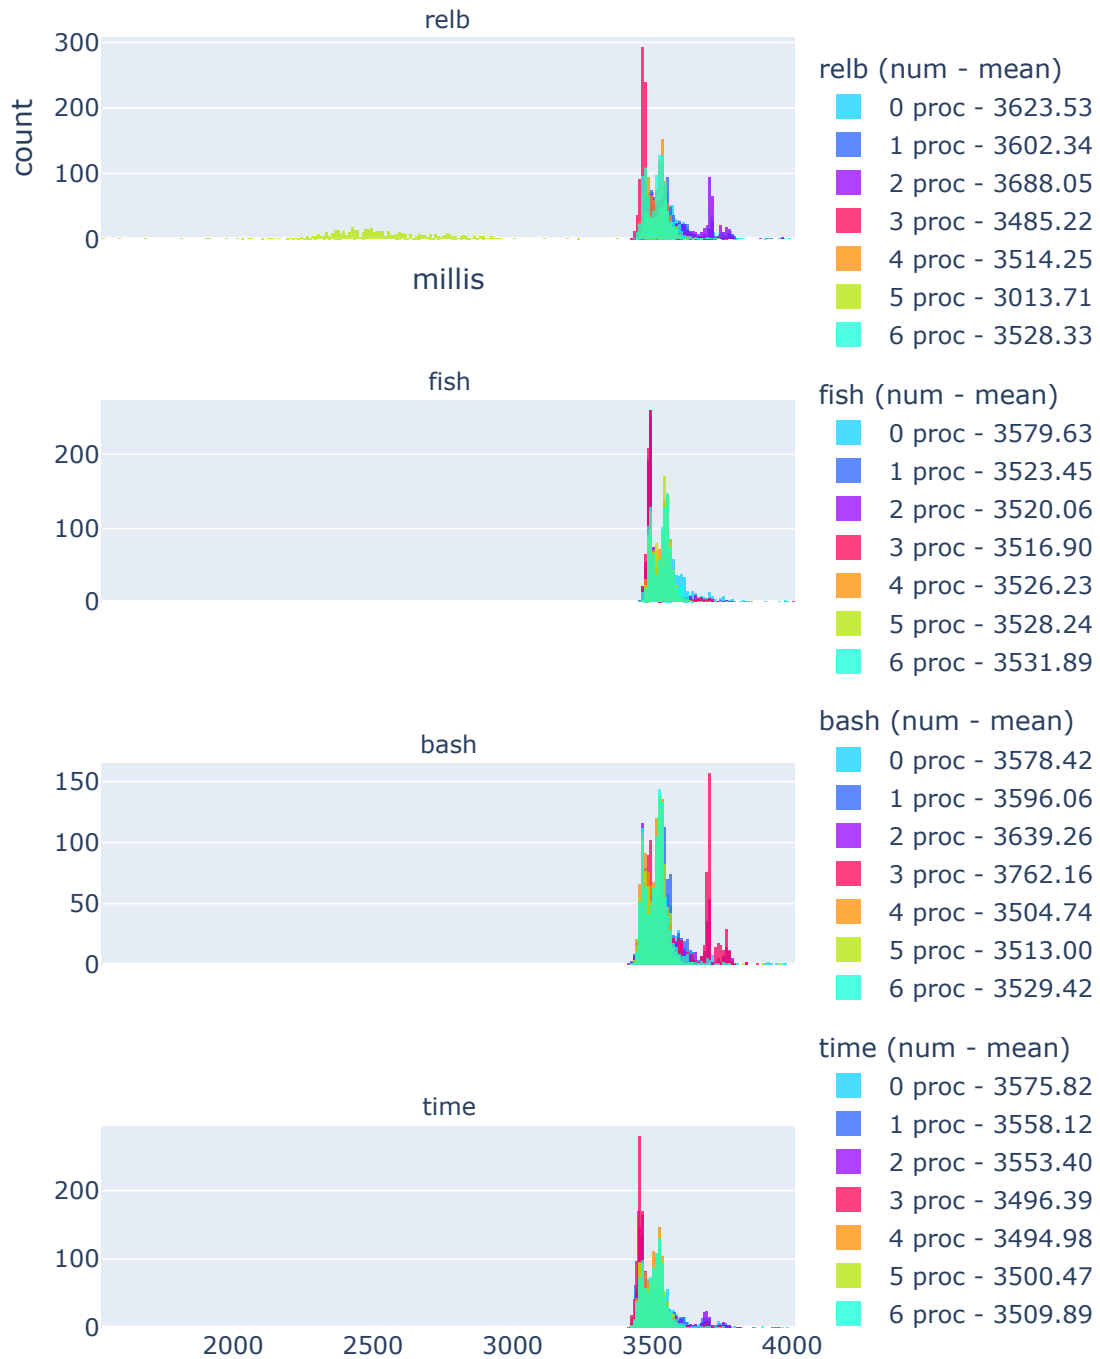 relb
300
200
100
0
count
millis
relb (num - mean)
0 proc - 3623.53
1 proc - 3602.34
2 proc - 3688.05
3 proc - 3485.22
4 proc - 3514.25
5 proc - 3013.71
6 proc - 3528.33
fish
200
100
0
fish (num - mean)
0 proc - 3579.63
1 proc - 3523.45
2 proc - 3520.06
3 proc - 3516.90
4 proc - 3526.23
5 proc - 3528.24
6 proc - 3531.89
bash
150
100
50
0
bash (num - mean)
0 proc - 3578.42
1 proc - 3596.06
2 proc - 3639.26
3 proc - 3762.16
4 proc - 3504.74
5 proc - 3513.00
6 proc - 3529.42
time
200
100
0
2000 2500 3000 3500 4000
time (num - mean)
0 proc - 3575.82
1 proc - 3558.12
2 proc - 3553.40
3 proc - 3496.39
4 proc - 3494.98
5 proc - 3500.47
6 proc - 3509.89